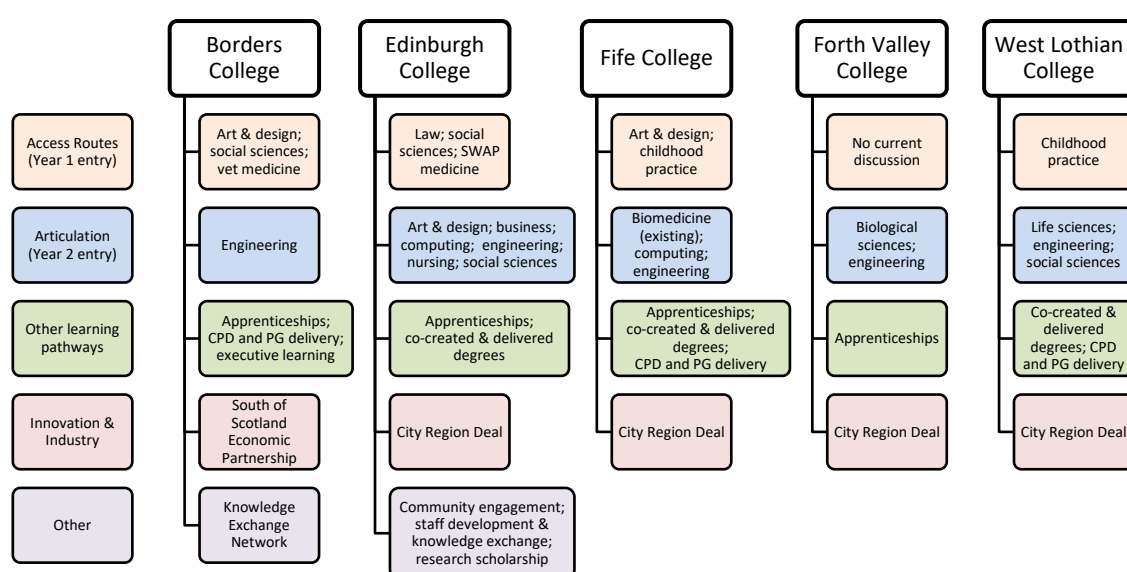 Borders
College
Edinburgh
College
Fife College
Forth Valley
College
West Lothian
College
Access Routes
(Year 1 entry)
Art & design;
social sciences;
vet medicine
Law; social
sciences; SWAP
medicine
Art & design;
childhood
practice
No current
discussion
Childhood
practice
Articulation
(Year 2 entry)
Engineering
Art & design; business;
computing; engineering;
nursing; social sciences
Biomedicine
(existing);
computing;
engineering
Biological
sciences;
engineering
Life sciences;
engineering;
social sciences
Other learning
pathways
Apprenticeships;
CPD and PG delivery;
executive learning
Apprenticeships;
co-created & delivered
degrees
Apprenticeships;
co-created & delivered
degrees;
CPD and PG delivery
Apprenticeships
Co-created &
delivered
degrees; CPD
and PG delivery
Innovation &
Industry
South of
Scotland
Economic
Partnership
City Region Deal
City Region Deal
City Region Deal
City Region Deal
Other
Knowledge
Exchange
Network
Community engagement;
staff development &
knowledge exchange;
research scholarship